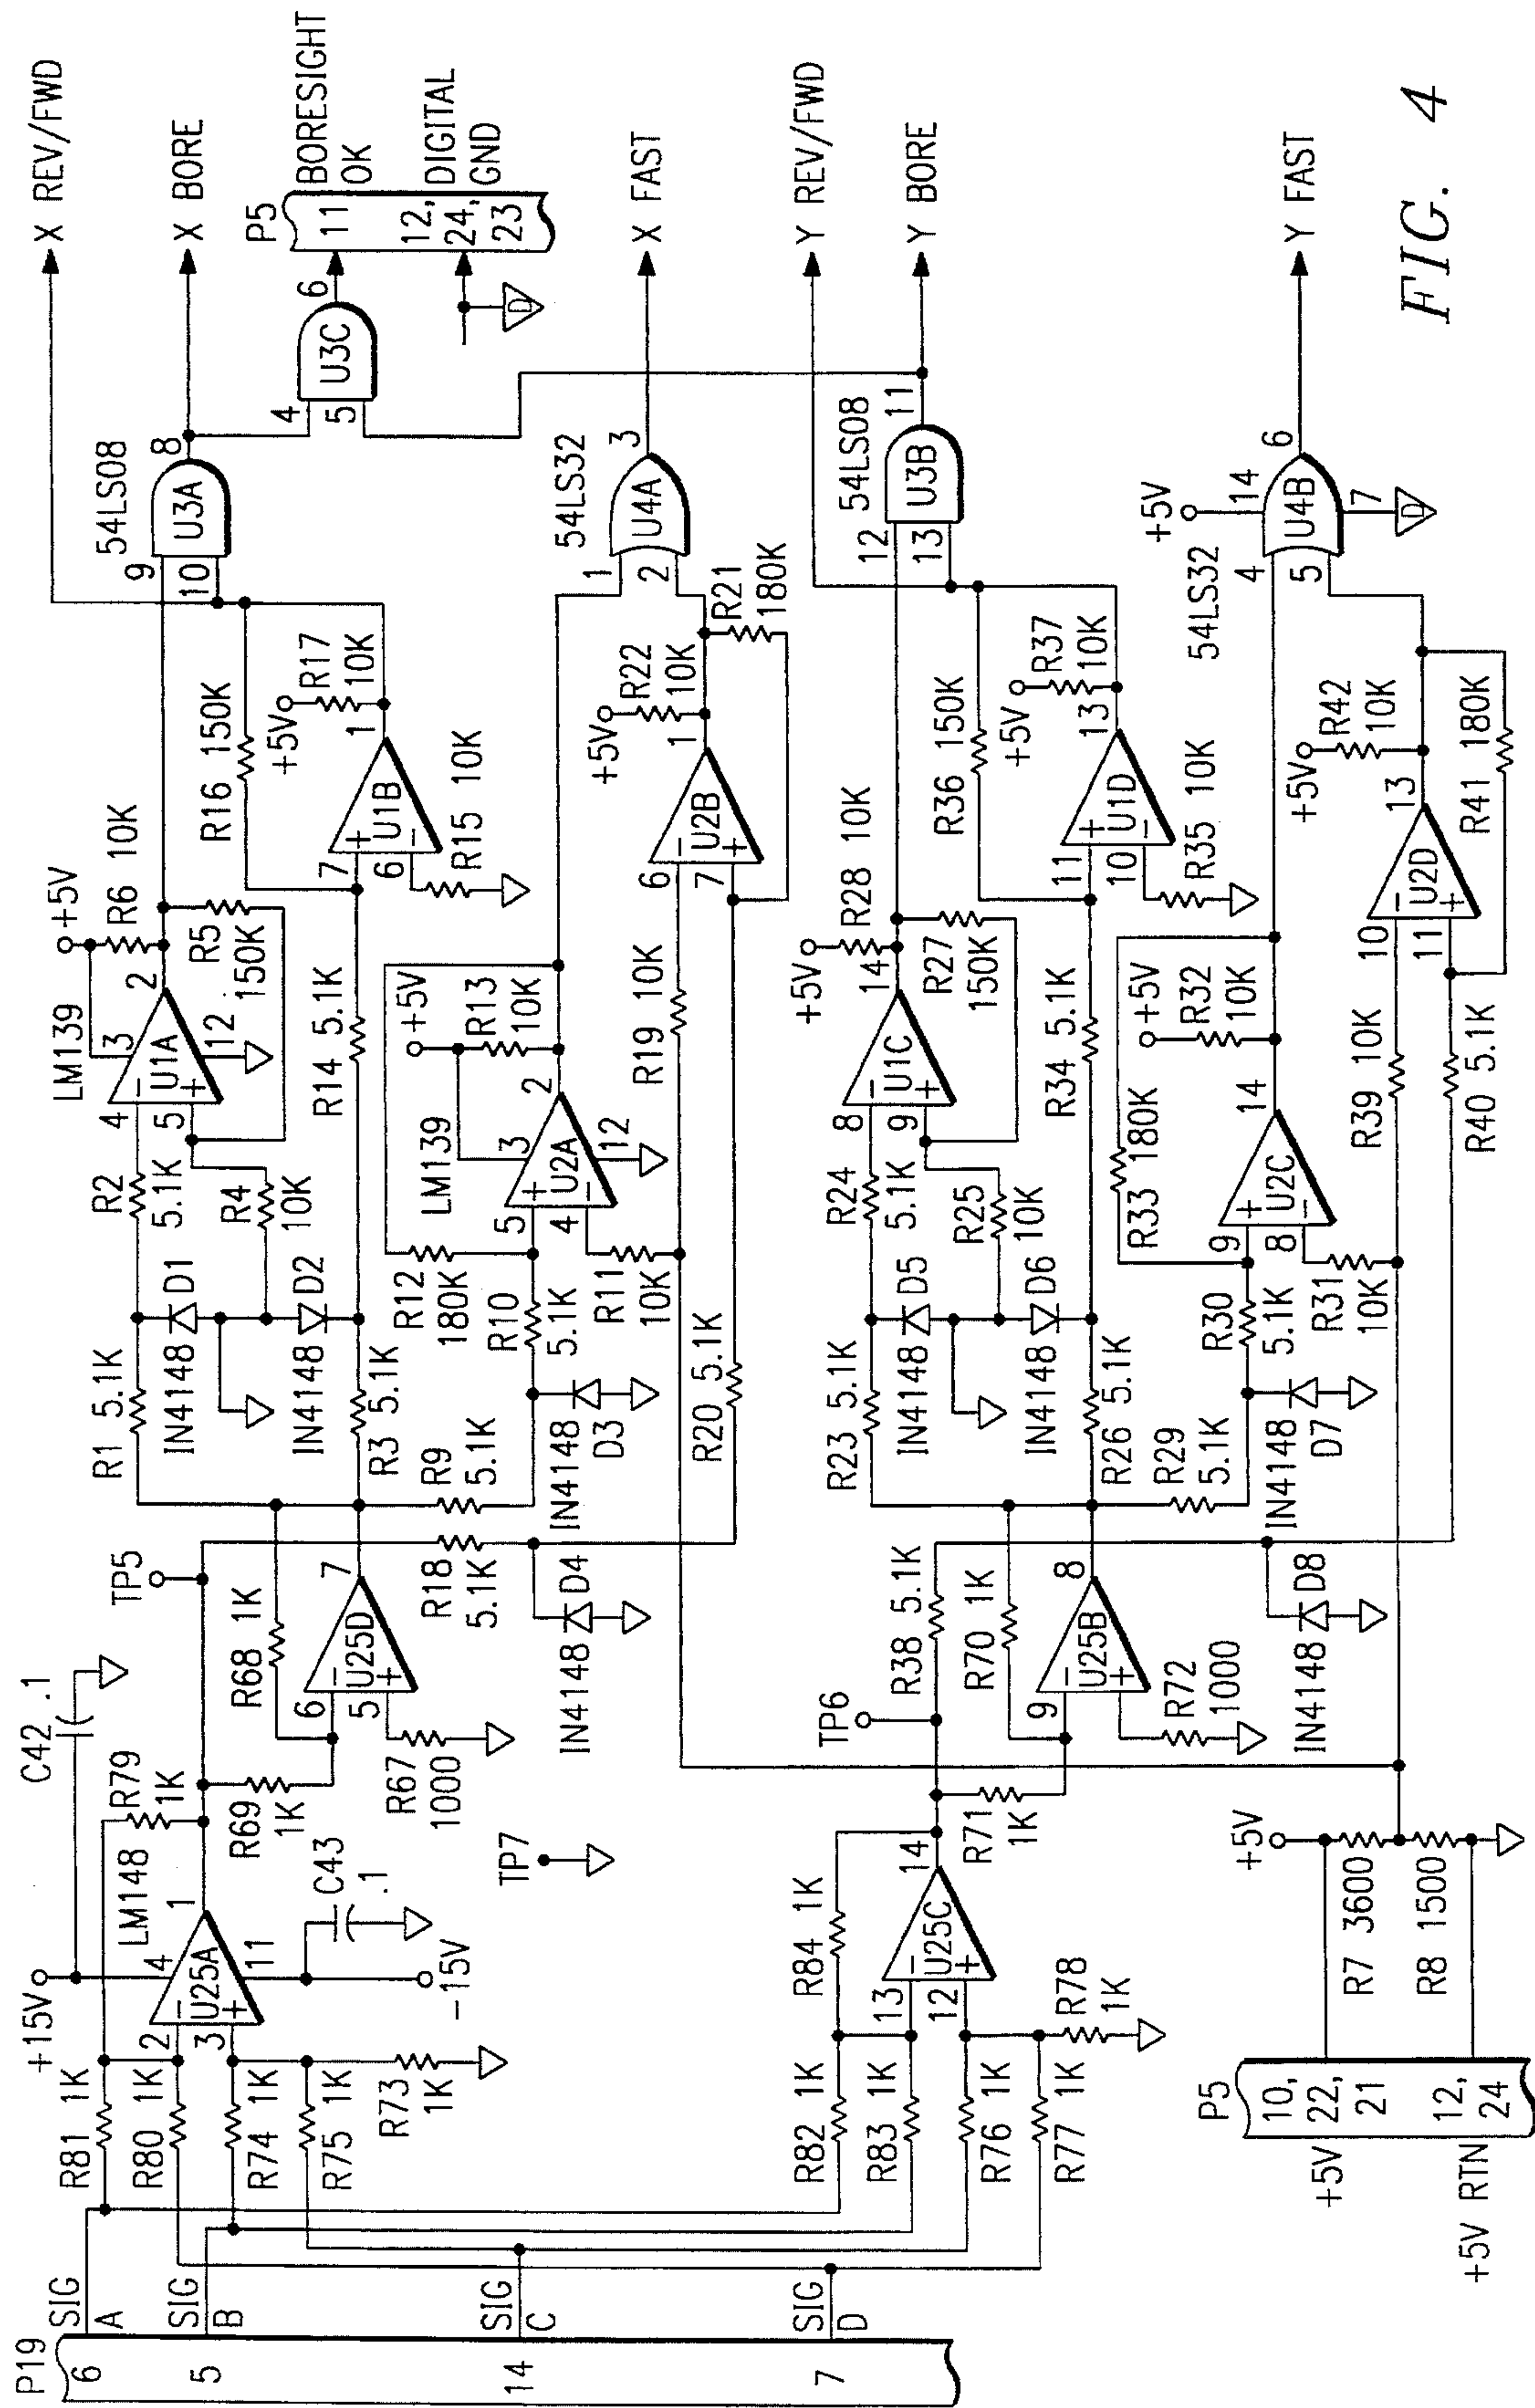 P19
6
SIG
A
5
SIG
B
14
SIG
C
7
SIG
D
R81 1K
R80 1K
R74 1K
R75 1K
R73
1K
+15V
4
2
3
U25A
−
+
11
-15V
LM148
1
C42 .1
R79
1K
C43
.1
R69
1K
R67
1000
TP7
TP5
R68 1K
6
5
−
+
U25D
7
R18
5.1K
IN4148
D4
R1 5.1K
IN4148
D1
IN4148
D2
R3 5.1K
R9
5.1K
IN4148
D3
R2
5.1K
R4
10K
LM139
4
5
−
+
U1A
3
12
2
+5V
R6 10K
R5
150K
R14 5.1K
R12
180K
R10
5.1K
R11
10K
R20 5.1K
LM139
5
4
+
−
U2A
3
12
2
+5V
R13
10K
R19 10K
R16 150K
7
6
+
−
U1B
1
R15 10K
+5V
R17
10K
6
7
−
+
U2B
1
+5V
R22
10K
R21
180K
54LS08
9
10
U3A
8
54LS32
1
2
U4A
3
4
5
U3C
6
P5
11
12,
24,
23
BORESIGHT
OK
DIGITAL
GND
D
X REV/FWD
X BORE
X FAST
R82 1K
R83 1K
R76 1K
R77 1K
R78
1K
R84 1K
13
12
−
+
U25C
14
R71
1K
TP6
R38 5.1K
R70 1K
9
−
+
U25B
8
R72
1000
IN4148
D8
R23 5.1K
IN4148
D5
IN4148
D6
R26 5.1K
R29
5.1K
IN4148
D7
R24
5.1K
R25
10K
8
9
−
+
U1C
14
+5V
R28 10K
R27
150K
R34 5.1K
R33 180K
R30
5.1K
R31
10K
9
8
+
−
U2C
14
+5V
R32
10K
R39 10K
R40 5.1K
R36 150K
11
10
+
−
U1D
13
R35 10K
+5V
R37
10K
10
11
−
+
U2D
13
+5V
R42
10K
R41 180K
54LS08
12
13
U3B
11
54LS32
4
5
U4B
6
+5V
14
7
D
Y REV/FWD
Y BORE
Y FAST
P5
10,
22,
21
12,
24
+5V
+5V RTN
+5V
R7 3600
R8 1500
FIG. 4